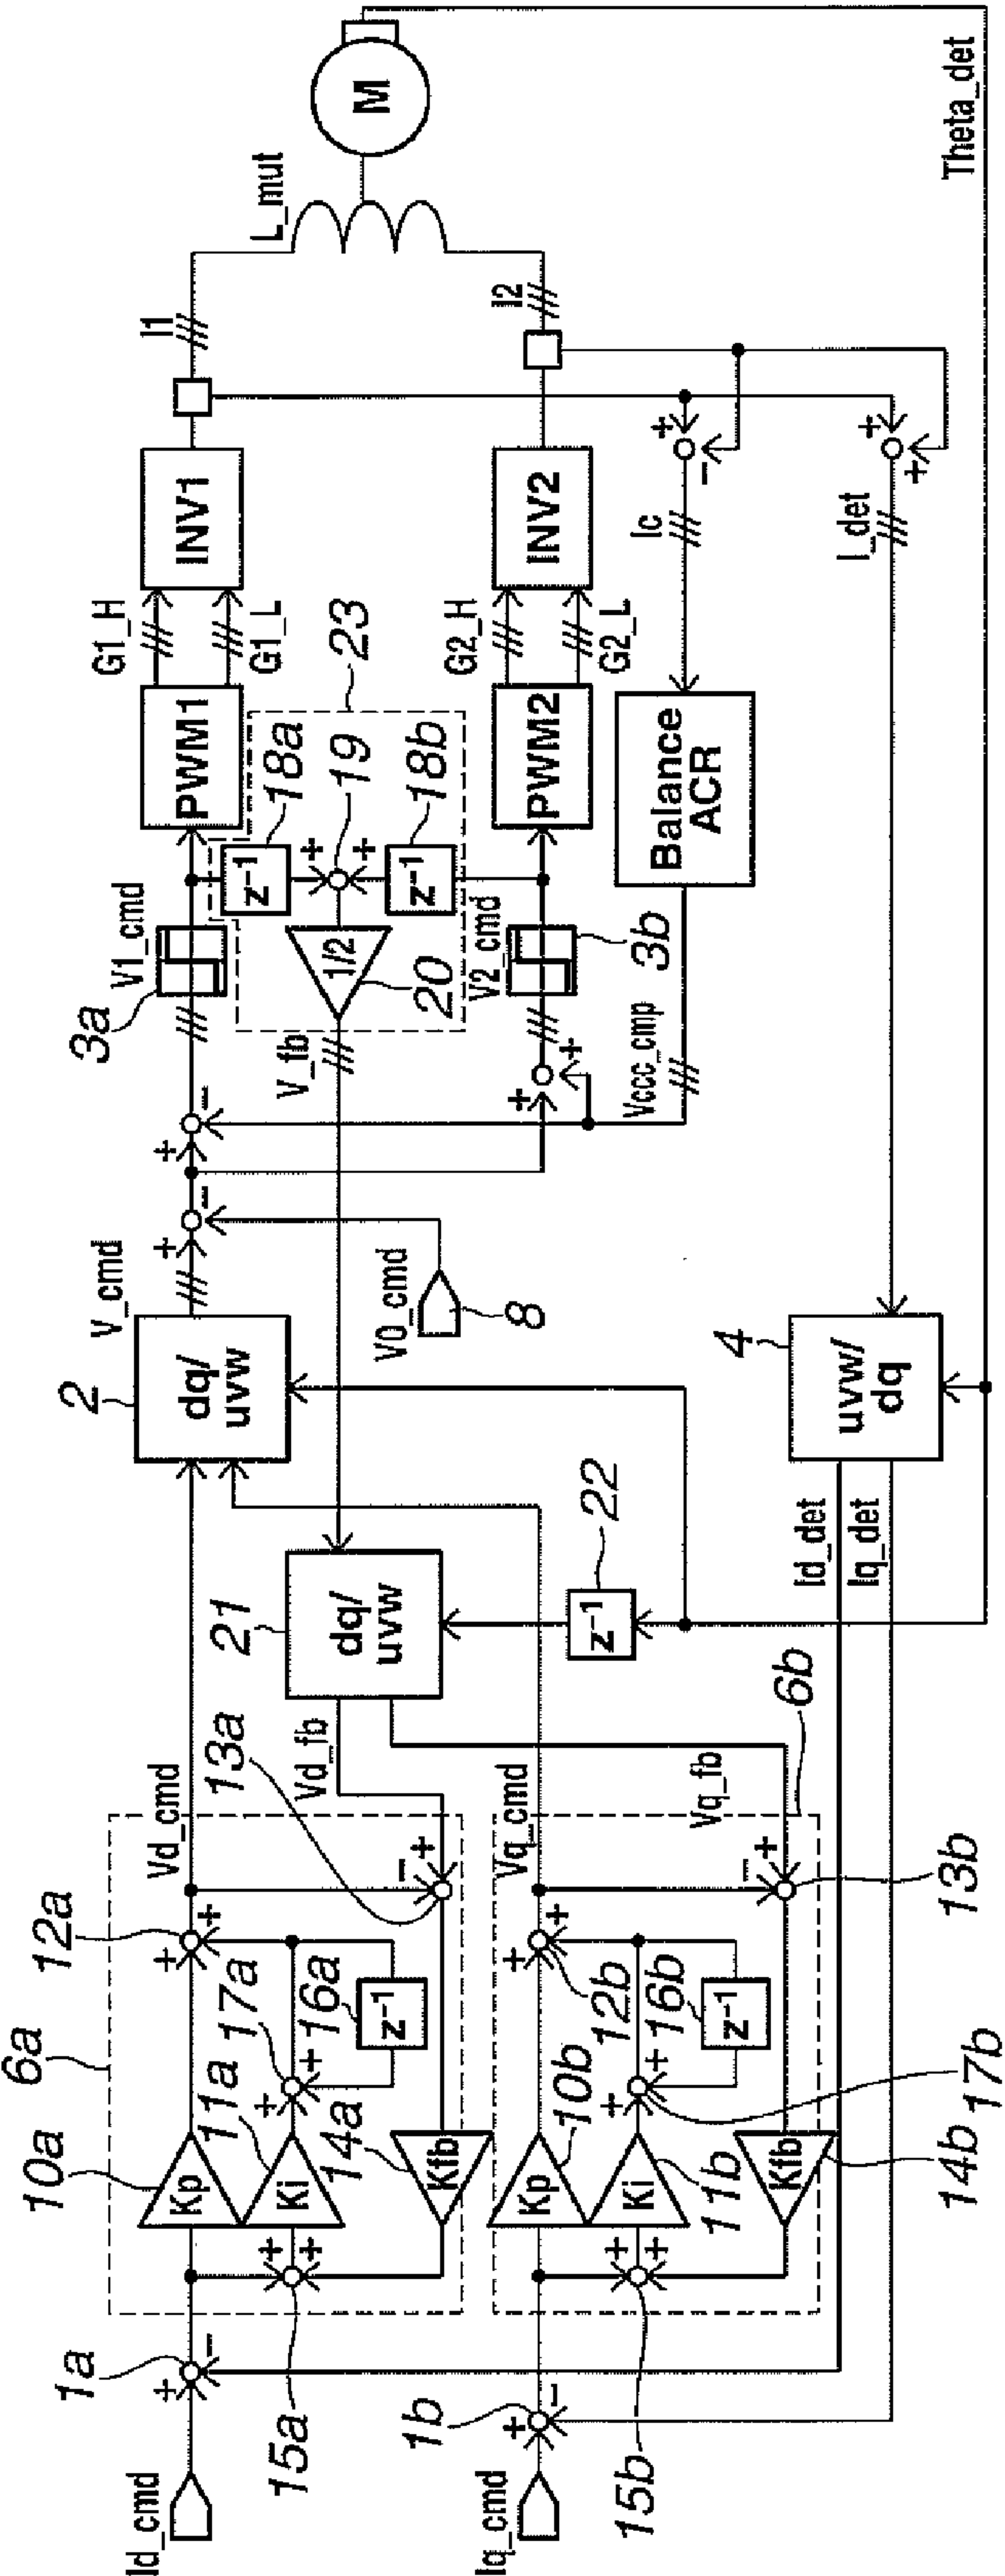 Id_cmd
1a
+
−
6a
10a
Kp
11a
Ki
15a
+
+
14a
Kfb
17a
+
+
16a
z⁻¹
12a
+
+
Vd_cmd
13a
−
+
Vd_fb
Iq_cmd
1b
+
−
6b
10b
Kp
11b
Ki
15b
+
+
14b
Kfb
17b
+
+
16b
z⁻¹
12b
+
+
Vq_cmd
13b
−
+
Vq_fb
21
dq/
uvw
22
z⁻¹
2
dq/
uvw
V_cmd
+
−
V0_cmd
8
+
−
3a
V1_cmd
V_fb
20
1/2
19
+
+
18a
z⁻¹
18b
z⁻¹
23
+
+
V2_cmd
3b
Vccc_cmp
PWM1
G1_H
G1_L
INV1
I1
PWM2
G2_H
G2_L
INV2
I2
L_mut
M
Balance
ACR
Ic
+
−
I_det
+
+
4
uvw/
dq
Id_det
Iq_det
Theta_det